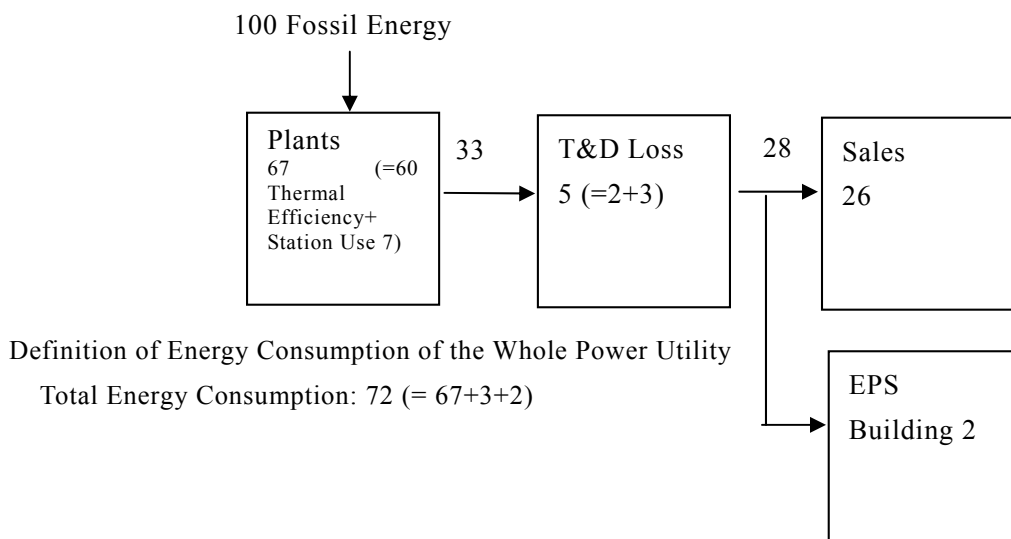 100 Fossil Energy
Plants
67 (=60
Thermal
Efficiency+
Station Use 7)
33
T&D Loss
5 (=2+3)
28
Sales
26
Definition of Energy Consumption of the Whole Power Utility
Total Energy Consumption: 72 (= 67+3+2)
EPS
Building 2